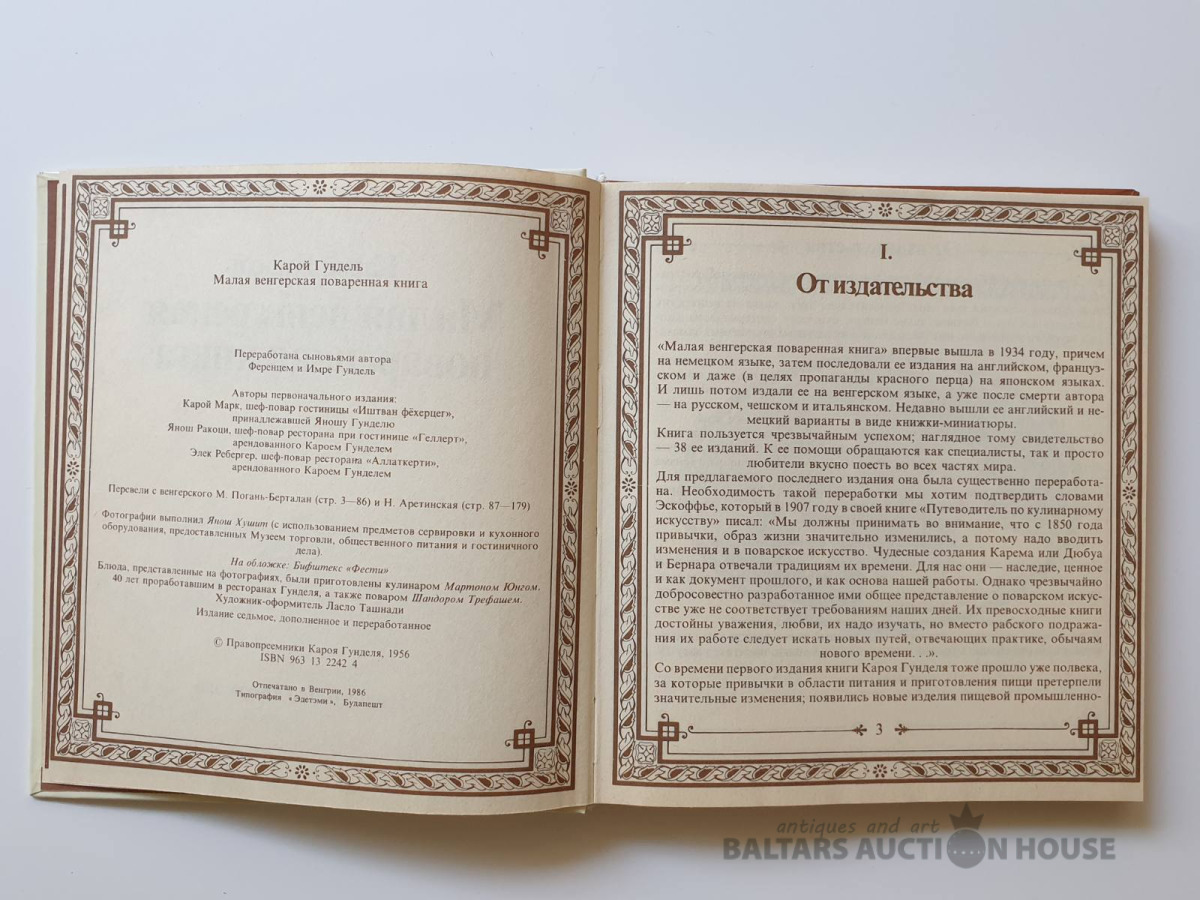 Карой Гундель
Малая венгерская поваренная книга
Переработана сыновьями автора
Ференцем и Имре Гундель
Авторы первоначального издания:
Карой Марк, шеф-повар гостиницы «Иштван фёхерцег»,
принадлежавшей Яношу Гунделю
Янош Ракоци, шеф-повар ресторана при гостинице «Геллерт»,
арендованного Кароем Гунделем
Элек Ребергер, шеф-повар ресторана «Аллаткерти»,
арендованного Кароем Гунделем
Перевели с венгерского М. Погань-Берталан (стр. 3—86) и Н. Аретинская (стр. 87—179)
Фотографии выполнил Янош Хушит (с использованием предметов сервировки и кухонного
оборудования, предоставленных Музеем торговли, общественного питания и гостиничного
дела).
На обложке: Бифштекс «Фести»
Блюда, представленные на фотографиях, были приготовлены кулинаром Мартоном Юнгом.
40 лет проработавшим в ресторанах Гунделя, а также поваром Шандором Трефашем.
Художник-оформитель Ласло Ташнади
Издание седьмое, дополненное и переработанное
© Правопреемники Кароя Гунделя, 1956
ISBN 963 13 2242 4
Отпечатано в Венгрии, 1986
Типография «Эдетэми», Будапешт
I.
От издательства
«Малая венгерская поваренная книга» впервые вышла в 1934 году, причем
на немецком языке, затем последовали ее издания на английском, француз-
ском и даже (в целях пропаганды красного перца) на японском языках.
И лишь потом издали ее на венгерском языке, а уже после смерти автора
— на русском, чешском и итальянском. Недавно вышли ее английский и не-
мецкий варианты в виде книжки-миниатюры.
Книга пользуется чрезвычайным успехом; наглядное тому свидетельство
— 38 ее изданий. К ее помощи обращаются как специалисты, так и просто
любители вкусно поесть во всех частях мира.
Для предлагаемого последнего издания она была существенно переработа-
на. Необходимость такой переработки мы хотим подтвердить словами
Эскоффье, который в 1907 году в своей книге «Путеводитель по кулинарному
искусству» писал: «Мы должны принимать во внимание, что с 1850 года
привычки, образ жизни значительно изменились, а потому надо вводить
изменения и в поварское искусство. Чудесные создания Карема или Дюбуа
и Бернара отвечали традициям их времени. Для нас они — наследие, ценное
и как документ прошлого, и как основа нашей работы. Однако чрезвычайно
добросовестно разработанное ими общее представление о поварском искус-
стве уже не соответствует требованиям наших дней. Их превосходные книги
достойны уважения, любви, их надо изучать, но вместо рабского подража-
ния их работе следует искать новых путей, отвечающих практике, обычаям
нового времени. . .».
Со времени первого издания книги Кароя Гунделя тоже прошло уже полвека,
за которые привычки в области питания и приготовления пищи претерпели
значительные изменения; появились новые изделия пищевой промышленно-
3
antiques and art
BALTARS AUCTION HOUSE